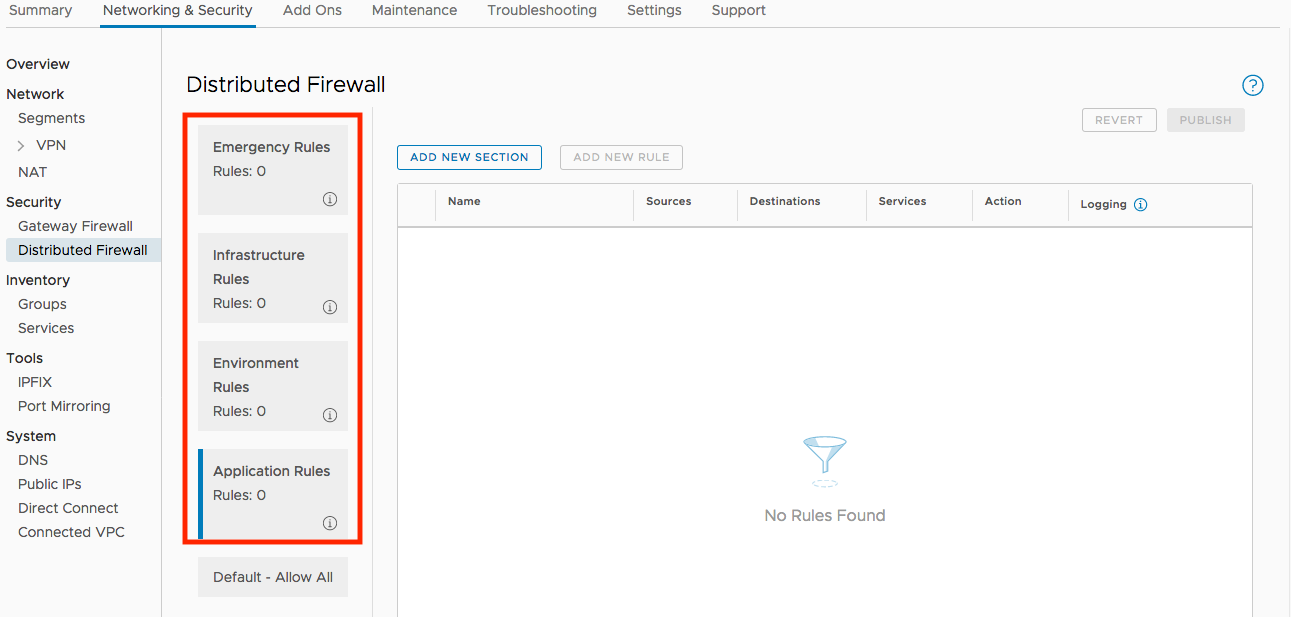 Summary Networking & Security Add Ons Maintenance Troubleshooting Settings Support
Overview
Network
Segments
VPN
NAT
Security
Gateway Firewall
Distributed Firewall
Inventory
Groups
Services
Tools
IPFIX
Port Mirroring
System
DNS
Public IPs
Direct Connect
Connected VPC
Distributed Firewall
?
Emergency Rules
Rules: 0
i
Infrastructure
Rules
Rules: 0
i
Environment
Rules
Rules: 0
i
Application Rules
Rules: 0
i
Default - Allow All
REVERT PUBLISH
ADD NEW SECTION ADD NEW RULE
Name Sources Destinations Services Action Logging i
No Rules Found